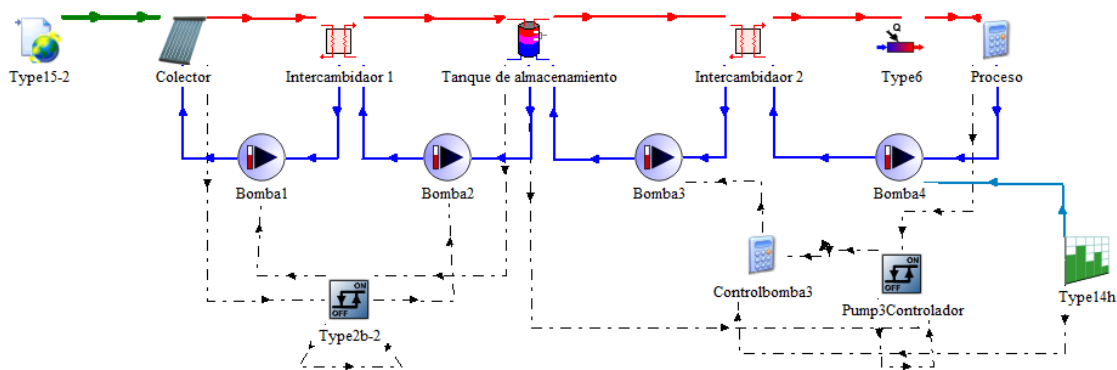 Type15-2
Colector
Intercambidaor 1
Tanque de almacenamiento
Intercambidaor 2
Q
Type6
Proceso
Bomba1
Bomba2
Bomba3
Bomba4
ON
OFF
Type2b-2
Controlbomba3
ON
OFF
Pump3Controlador
Type14h